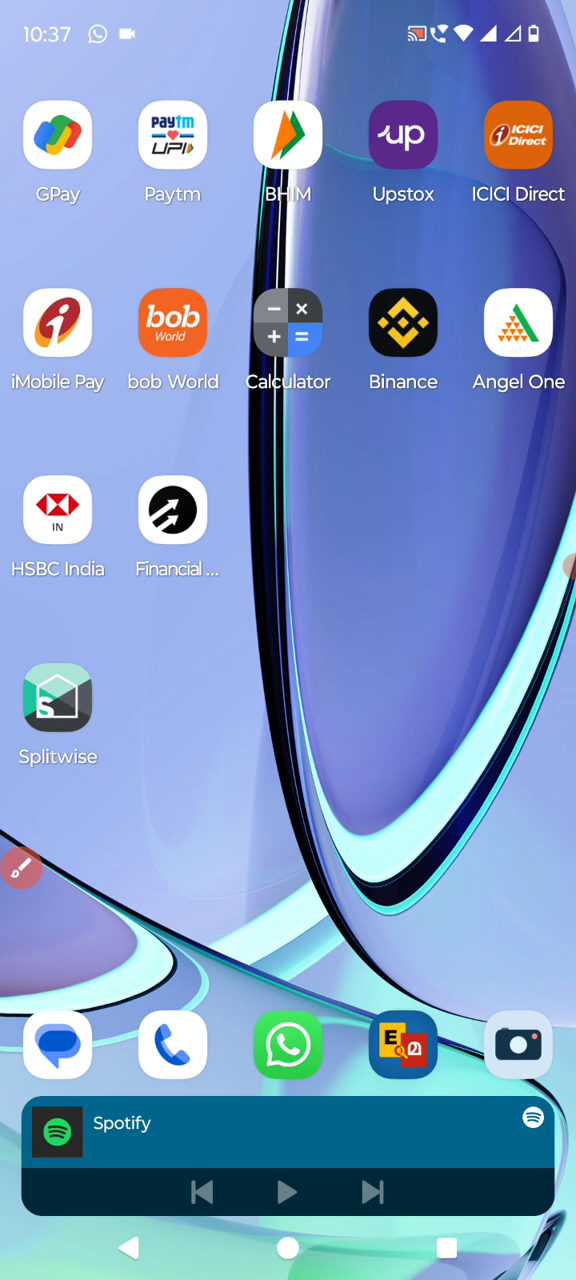 10:37
paytm
UPI
up
ICICI
Direct
GPay
Paytm
BHIM
Upstox
ICICI Direct
bob
World
iMobile Pay
bob World
Calculator
Binance
Angel One
IN
HSBC India
Financial ...
S
Splitwise
E
മ
Spotify